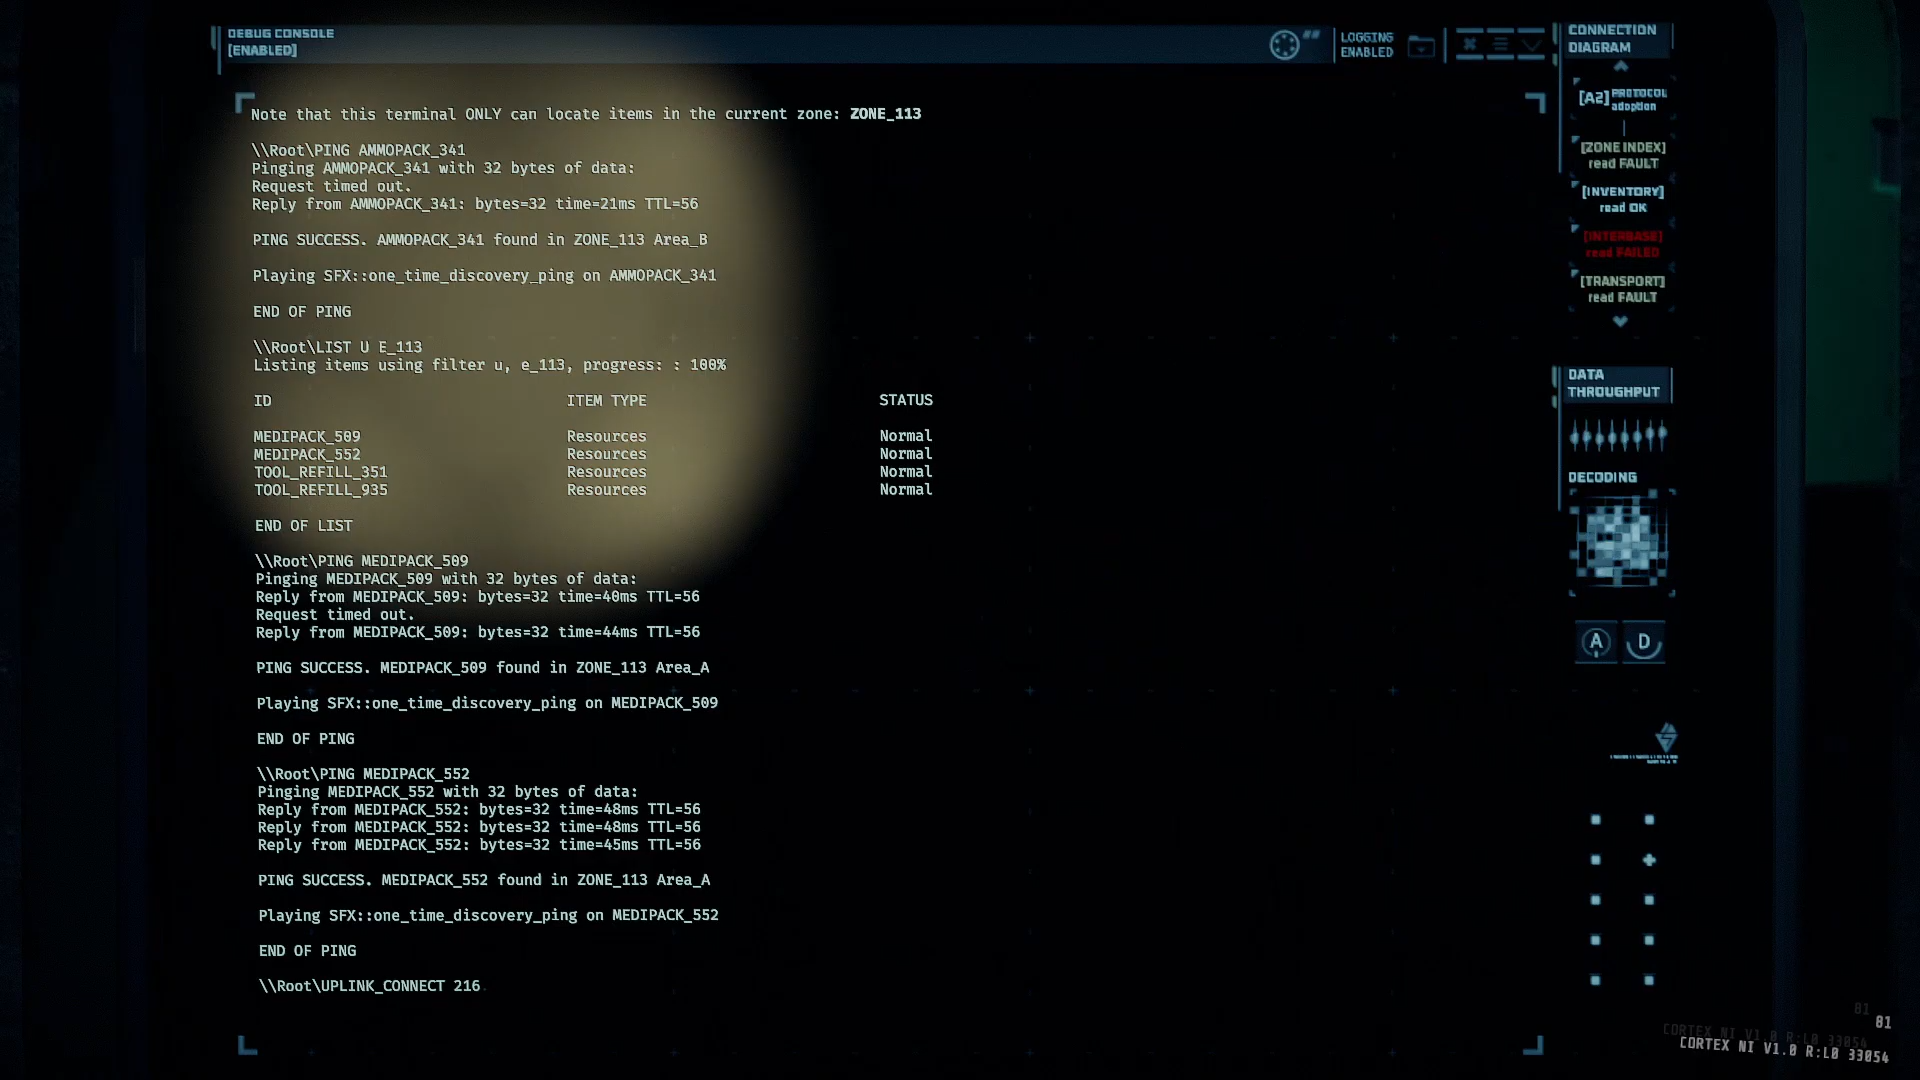 DEBUG CONSOLE
[ENABLED]
LOGGING
ENABLED
Note that this terminal ONLY can locate items in the current zone: ZONE_113
\\Root\PING AMMOPACK_341
Pinging AMMOPACK_341 with 32 bytes of data:
Request timed out.
Reply from AMMOPACK_341: bytes=32 time=21ms TTL=56
PING SUCCESS. AMMOPACK_341 found in ZONE_113 Area_B
Playing SFX::one_time_discovery_ping on AMMOPACK_341
END OF PING
\\Root\LIST U E_113
Listing items using filter u, e_113, progress: : 100%
ID ITEM TYPE STATUS
MEDIPACK_509 Resources Normal
MEDIPACK_552 Resources Normal
TOOL_REFILL_351 Resources Normal
TOOL_REFILL_935 Resources Normal
END OF LIST
\\Root\PING MEDIPACK_509
Pinging MEDIPACK_509 with 32 bytes of data:
Reply from MEDIPACK_509: bytes=32 time=40ms TTL=56
Request timed out.
Reply from MEDIPACK_509: bytes=32 time=44ms TTL=56
PING SUCCESS. MEDIPACK_509 found in ZONE_113 Area_A
Playing SFX::one_time_discovery_ping on MEDIPACK_509
END OF PING
\\Root\PING MEDIPACK_552
Pinging MEDIPACK_552 with 32 bytes of data:
Reply from MEDIPACK_552: bytes=32 time=48ms TTL=56
Reply from MEDIPACK_552: bytes=32 time=48ms TTL=56
Reply from MEDIPACK_552: bytes=32 time=45ms TTL=56
PING SUCCESS. MEDIPACK_552 found in ZONE_113 Area_A
Playing SFX::one_time_discovery_ping on MEDIPACK_552
END OF PING
\\Root\UPLINK_CONNECT 216
CONNECTION
DIAGRAM
[A2] PROTOCOL
adoption
[ZONE INDEX]
read FAULT
[INVENTORY]
read OK
[INTERBASE]
read FAILED
[TRANSPORT]
read FAULT
DATA
THROUGHPUT
DECODING
A D
81
CORTEX NI V1.0 R:L0 33054